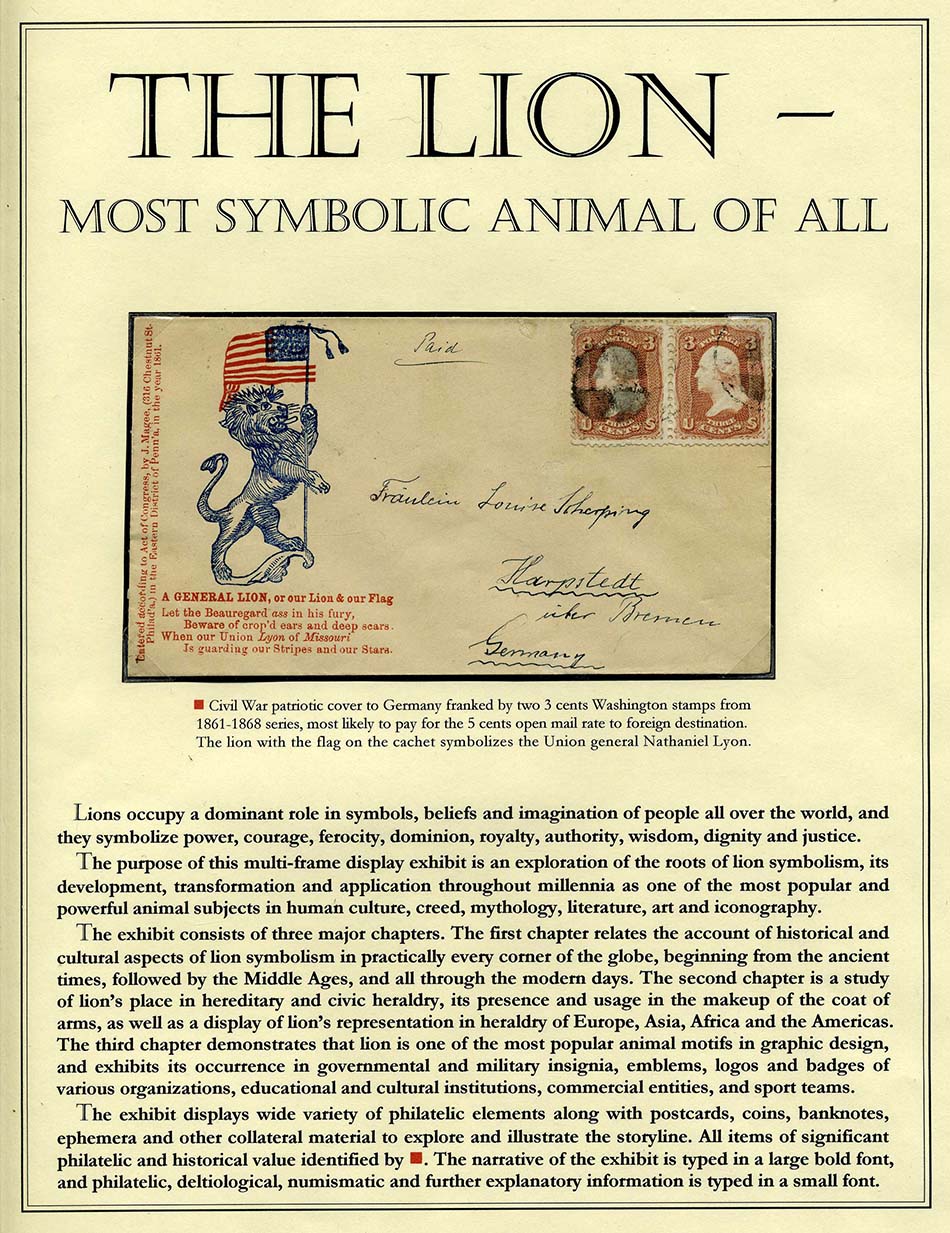 THE LION –
MOST SYMBOLIC ANIMAL OF ALL
Entered according to Act of Congress, by J. Magee, (316 Chestnut St.
Philad'a.) in the Eastern District of Penn'a, in the year 1861.
Paid
U.S.
POSTAGE
3 3
THREE
U CENTS S
U.S.
POSTAGE
3 3
THREE
U CENTS S
Fräulein Louise Scherping
Harpstedt
über Bremen
Germany
A GENERAL LION, or our Lion & our Flag
Let the Beauregard ass in his fury,
Beware of crop'd ears and deep scars.
When our Union Lyon of Missouri
Is guarding our Stripes and our Stars.
■ Civil War patriotic cover to Germany franked by two 3 cents Washington stamps from
1861-1868 series, most likely to pay for the 5 cents open mail rate to foreign destination.
The lion with the flag on the cachet symbolizes the Union general Nathaniel Lyon.
Lions occupy a dominant role in symbols, beliefs and imagination of people all over the world, and
they symbolize power, courage, ferocity, dominion, royalty, authority, wisdom, dignity and justice.
The purpose of this multi-frame display exhibit is an exploration of the roots of lion symbolism, its
development, transformation and application throughout millennia as one of the most popular and
powerful animal subjects in human culture, creed, mythology, literature, art and iconography.
The exhibit consists of three major chapters. The first chapter relates the account of historical and
cultural aspects of lion symbolism in practically every corner of the globe, beginning from the ancient
times, followed by the Middle Ages, and all through the modern days. The second chapter is a study
of lion's place in hereditary and civic heraldry, its presence and usage in the makeup of the coat of
arms, as well as a display of lion's representation in heraldry of Europe, Asia, Africa and the Americas.
The third chapter demonstrates that lion is one of the most popular animal motifs in graphic design,
and exhibits its occurrence in governmental and military insignia, emblems, logos and badges of
various organizations, educational and cultural institutions, commercial entities, and sport teams.
The exhibit displays wide variety of philatelic elements along with postcards, coins, banknotes,
ephemera and other collateral material to explore and illustrate the storyline. All items of significant
philatelic and historical value identified by ■. The narrative of the exhibit is typed in a large bold font,
and philatelic, deltiological, numismatic and further explanatory information is typed in a small font.